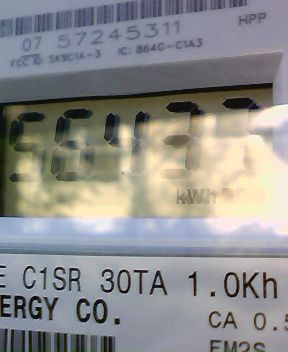 HPP
07 57245311
FCC ID: SK9C1A-3 IC: 864G-C1A3
56433
kWh
E C1SR 30TA 1.0Kh
ERGY CO.
CA 0.5
FM2S